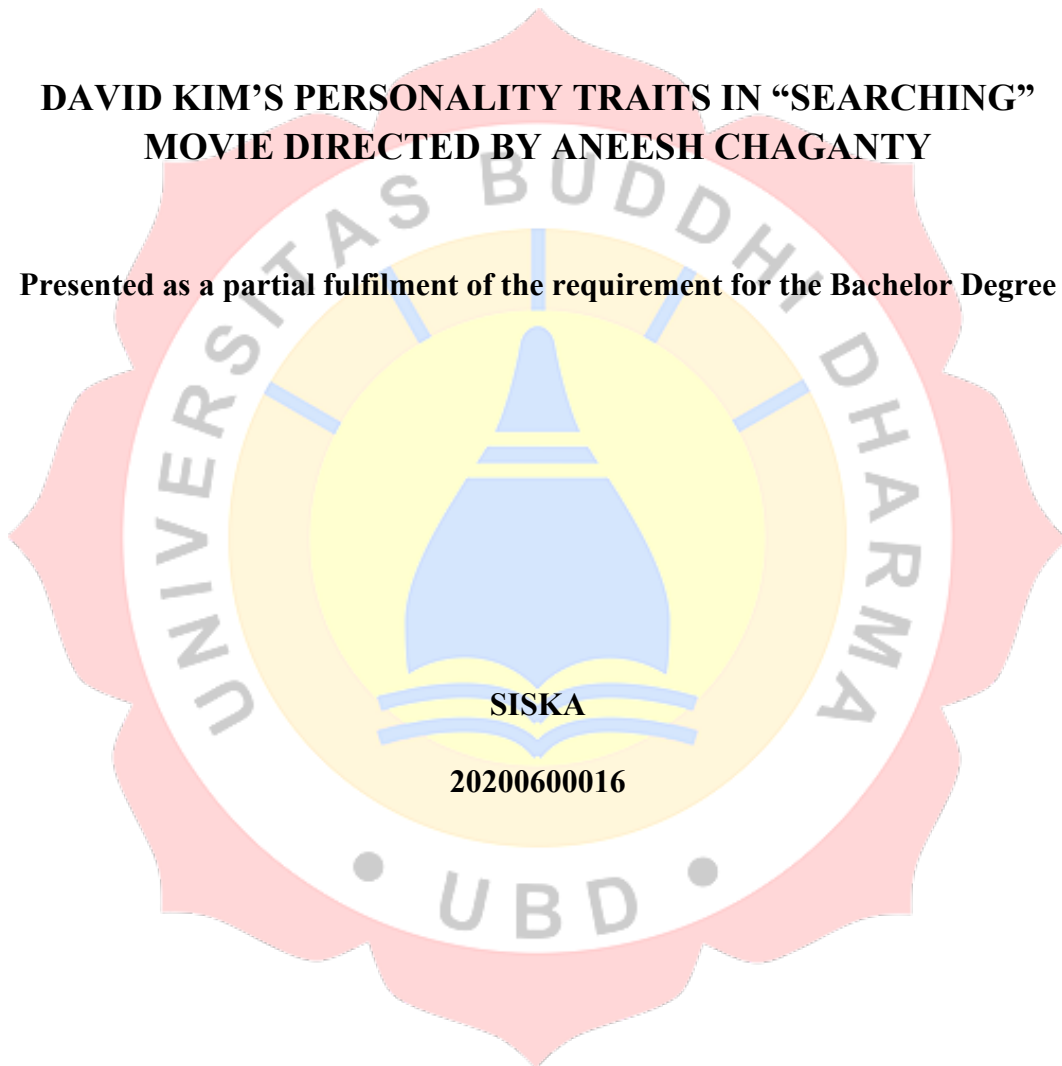 DAVID KIM'S PERSONALITY TRAITS IN “SEARCHING”
MOVIE DIRECTED BY ANEESH CHAGANTY
Presented as a partial fulfilment of the requirement for the Bachelor Degree
SISKA
20200600016
UNIVERSITAS BUDDHI DHARMA
• UBD •